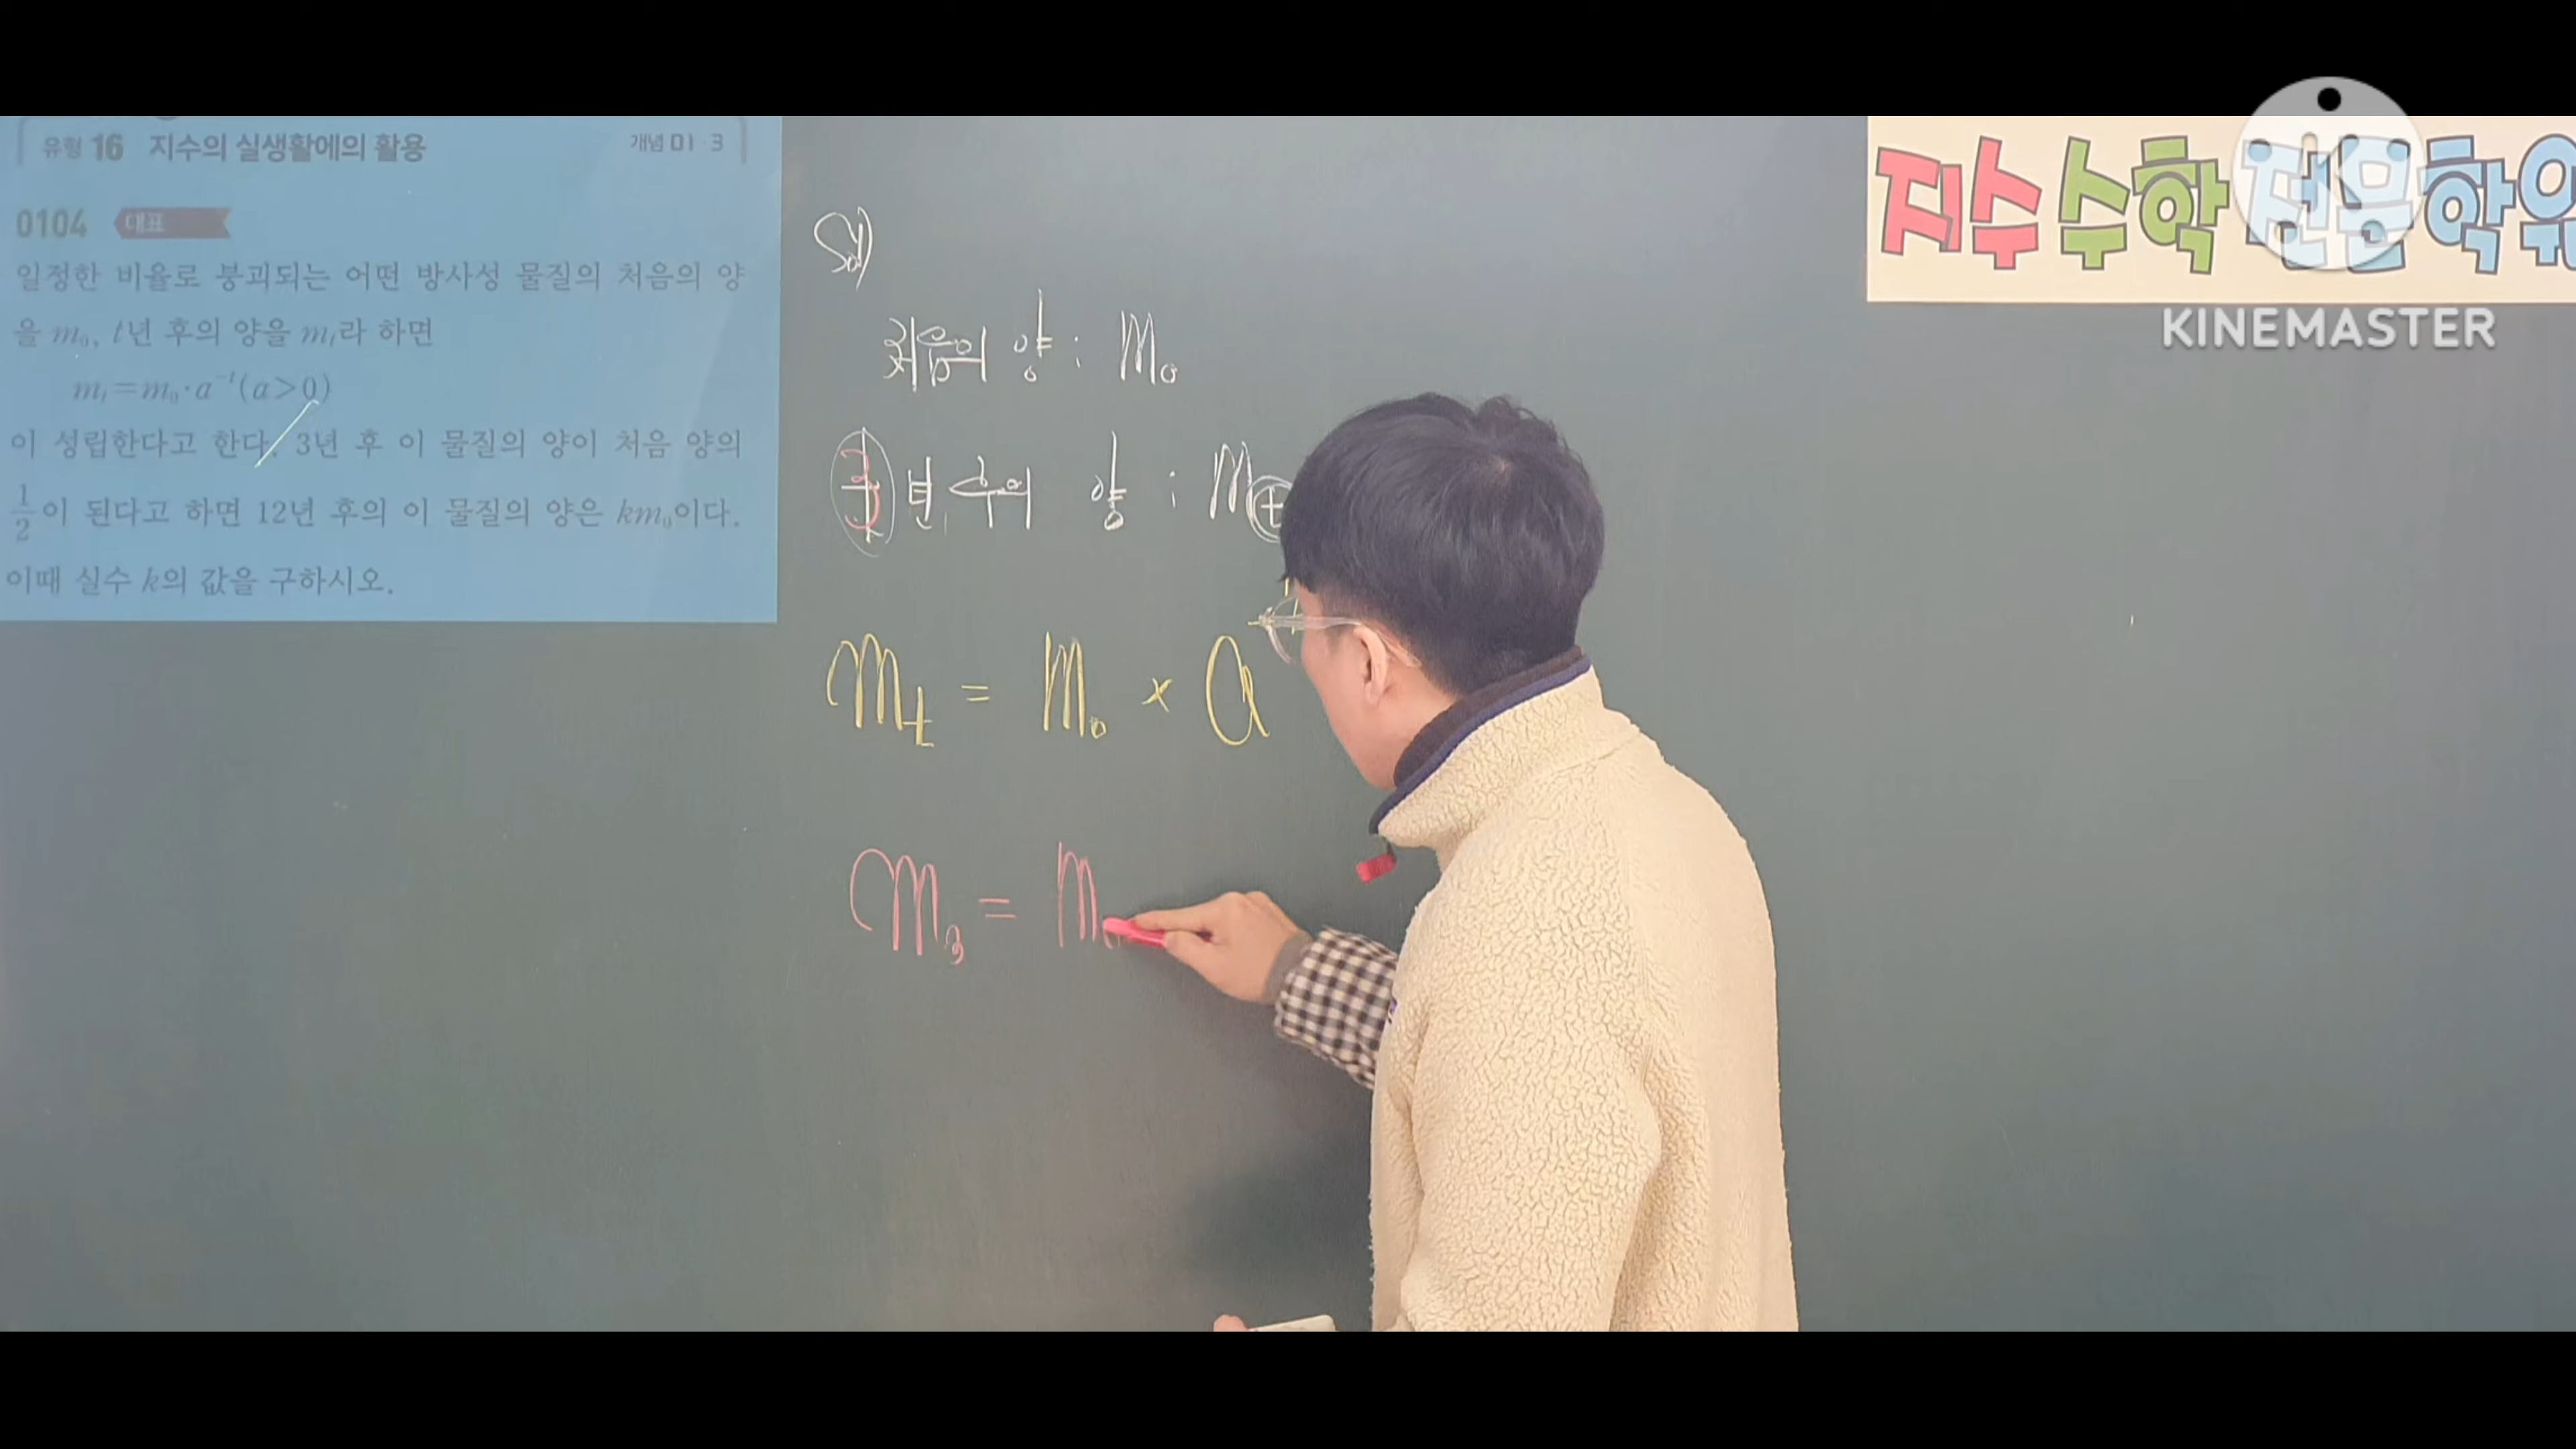 유형 16 지수의 실생활에의 활용 개념 01-3
0104 대표
일정한 비율로 붕괴되는 어떤 방사성 물질의 처음의 양
을 m₀, t년 후의 양을 mₜ라 하면
mₜ=m₀·a⁻ᵗ(a>0)
이 성립한다고 한다. 3년 후 이 물질의 양이 처음 양의
1/2이 된다고 하면 12년 후의 이 물질의 양은 km₀이다.
이때 실수 k의 값을 구하시오.
지수수학 전문학
KINEMASTER
Sol)
처음의 양 : m₀
년 후의 양 : mₜ
mₜ = m₀ × a
m₃ = m